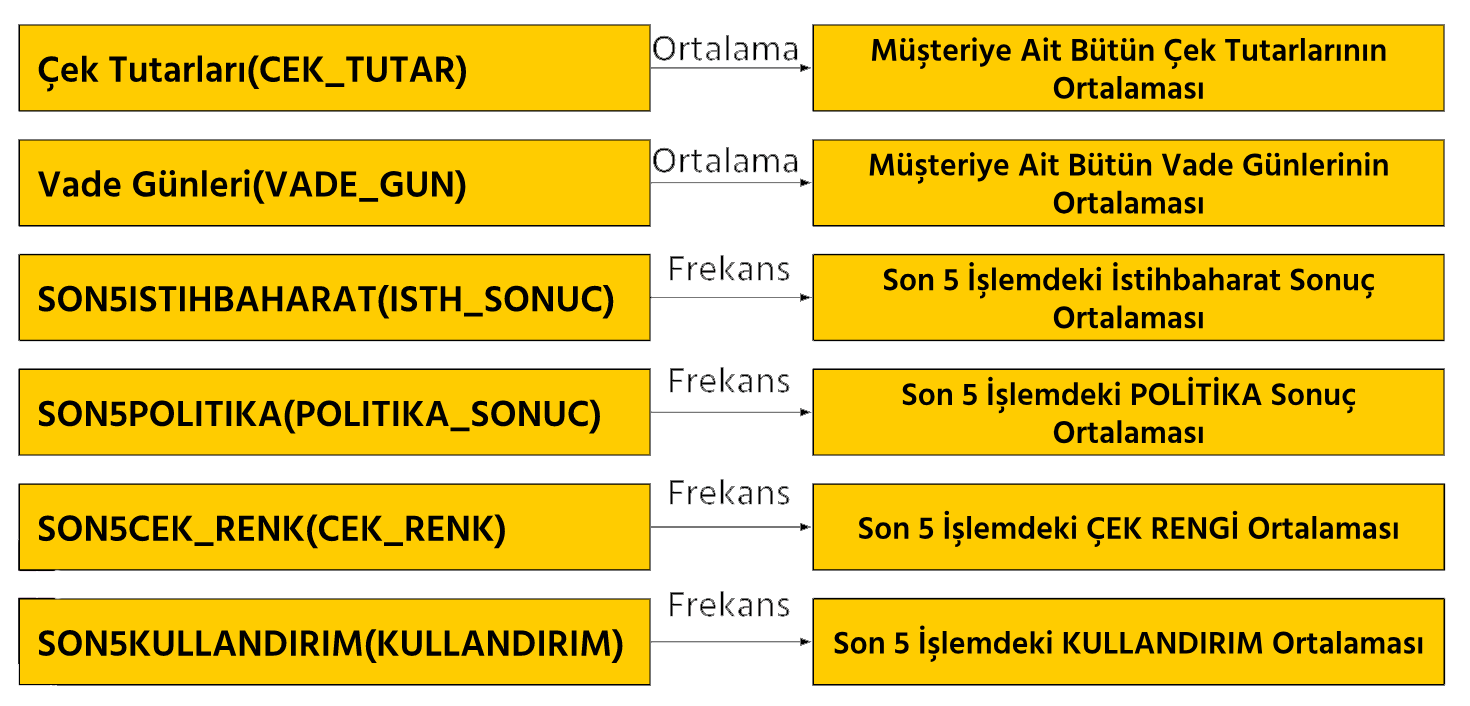 Çek Tutarları(CEK_TUTAR)
Ortalama
Müşteriye Ait Bütün Çek Tutarlarının
Ortalaması
Vade Günleri(VADE_GUN)
Ortalama
Müşteriye Ait Bütün Vade Günlerinin
Ortalaması
SON5ISTIHBAHARAT(ISTH_SONUC)
Frekans
Son 5 İşlemdeki İstihbaharat Sonuç
Ortalaması
SON5POLITIKA(POLITIKA_SONUC)
Frekans
Son 5 İşlemdeki POLİTİKA Sonuç
Ortalaması
SON5CEK_RENK(CEK_RENK)
Frekans
Son 5 İşlemdeki ÇEK RENGİ Ortalaması
SON5KULLANDIRIM(KULLANDIRIM)
Frekans
Son 5 İşlemdeki KULLANDIRIM Ortalaması